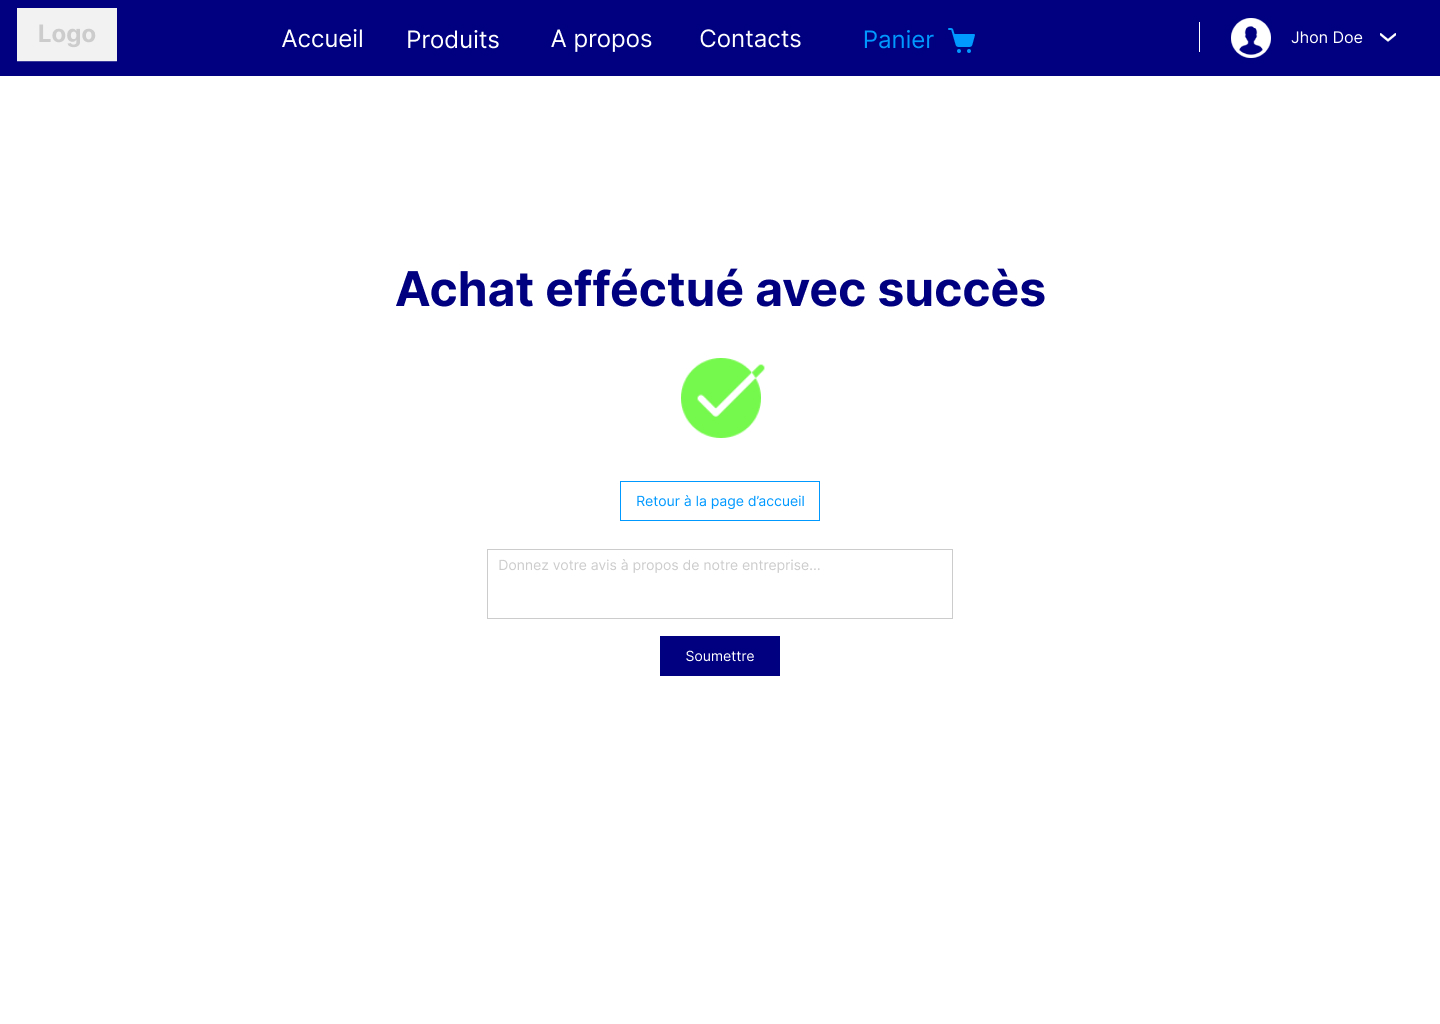 Logo
Accueil
Produits
A propos
Contacts
Panier
Jhon Doe
Achat efféctué avec succès
Retour à la page d’accueil
Donnez votre avis à propos de notre entreprise...
Soumettre